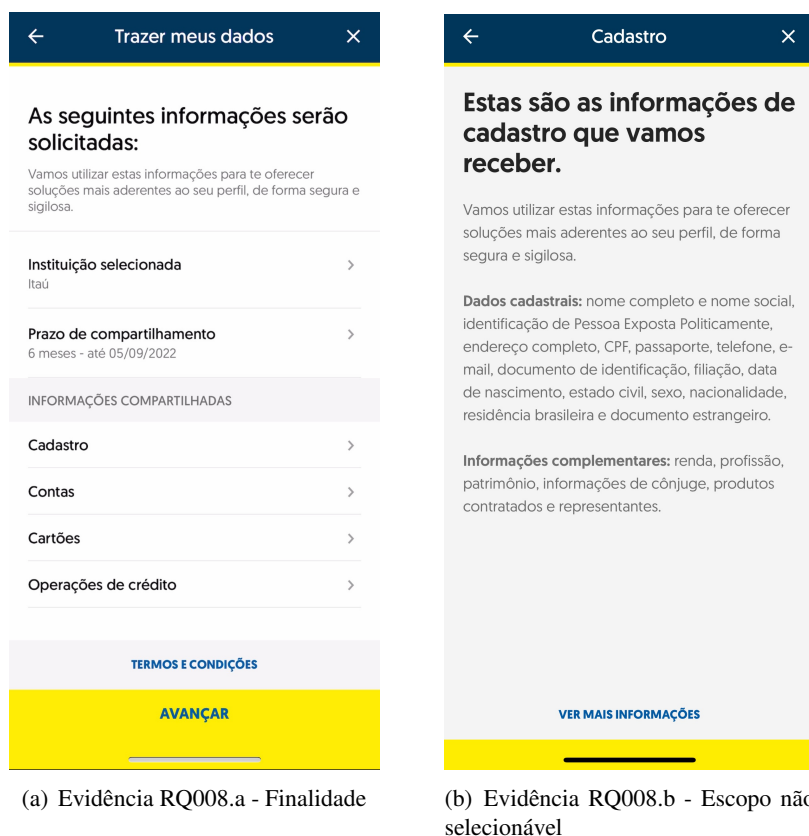 Trazer meus dados
As seguintes informações serão
solicitadas:
Vamos utilizar estas informações para te oferecer
soluções mais aderentes ao seu perfil, de forma segura e
sigilosa.
Instituição selecionada
Itaú
Prazo de compartilhamento
6 meses - até 05/09/2022
INFORMAÇÕES COMPARTILHADAS
Cadastro
Contas
Cartões
Operações de crédito
TERMOS E CONDIÇÕES
AVANÇAR
(a) Evidência RQ008.a - Finalidade
Cadastro
Estas são as informações de
cadastro que vamos
receber.
Vamos utilizar estas informações para te oferecer
soluções mais aderentes ao seu perfil, de forma
segura e sigilosa.
Dados cadastrais: nome completo e nome social,
identificação de Pessoa Exposta Politicamente,
endereço completo, CPF, passaporte, telefone, e-
mail, documento de identificação, filiação, data
de nascimento, estado civil, sexo, nacionalidade,
residência brasileira e documento estrangeiro.
Informações complementares: renda, profissão,
patrimônio, informações de cônjuge, produtos
contratados e representantes.
VER MAIS INFORMAÇÕES
(b) Evidência RQ008.b - Escopo não
selecionável